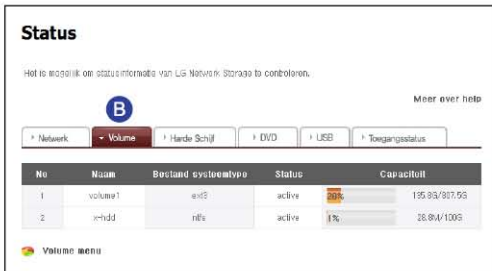 Status
Het is mogelijk om statusinformatie van LG Network Storage te controleren.
B
Meer over help
Netwerk Volume Harde Schijf DVD USB Toegangsstatus
No Naam Bestand systeemtype Status Capaciteit
1 volume1 ext3 active 20% 135.8G/807.5G
2 x-hdd ntfs active 1% 28.8M/100G
Volume menu